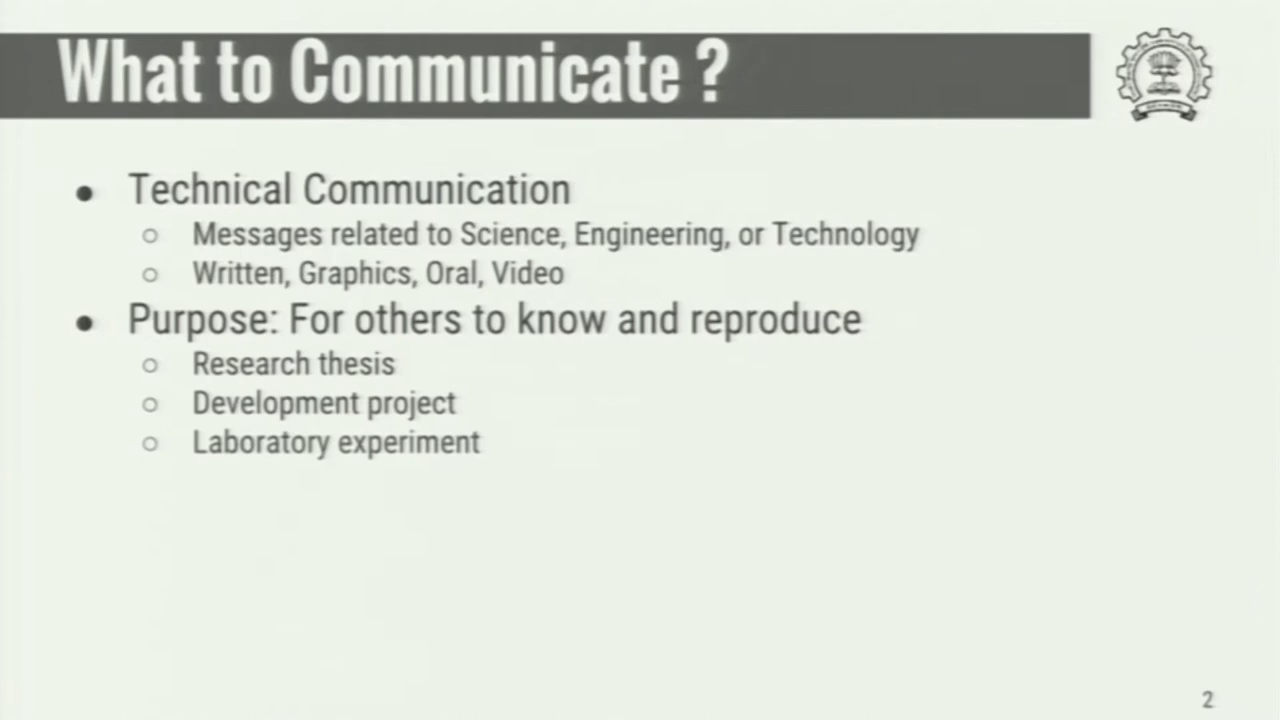 What to Communicate ?
● Technical Communication
○ Messages related to Science, Engineering, or Technology
○ Written, Graphics, Oral, Video
● Purpose: For others to know and reproduce
○ Research thesis
○ Development project
○ Laboratory experiment
2